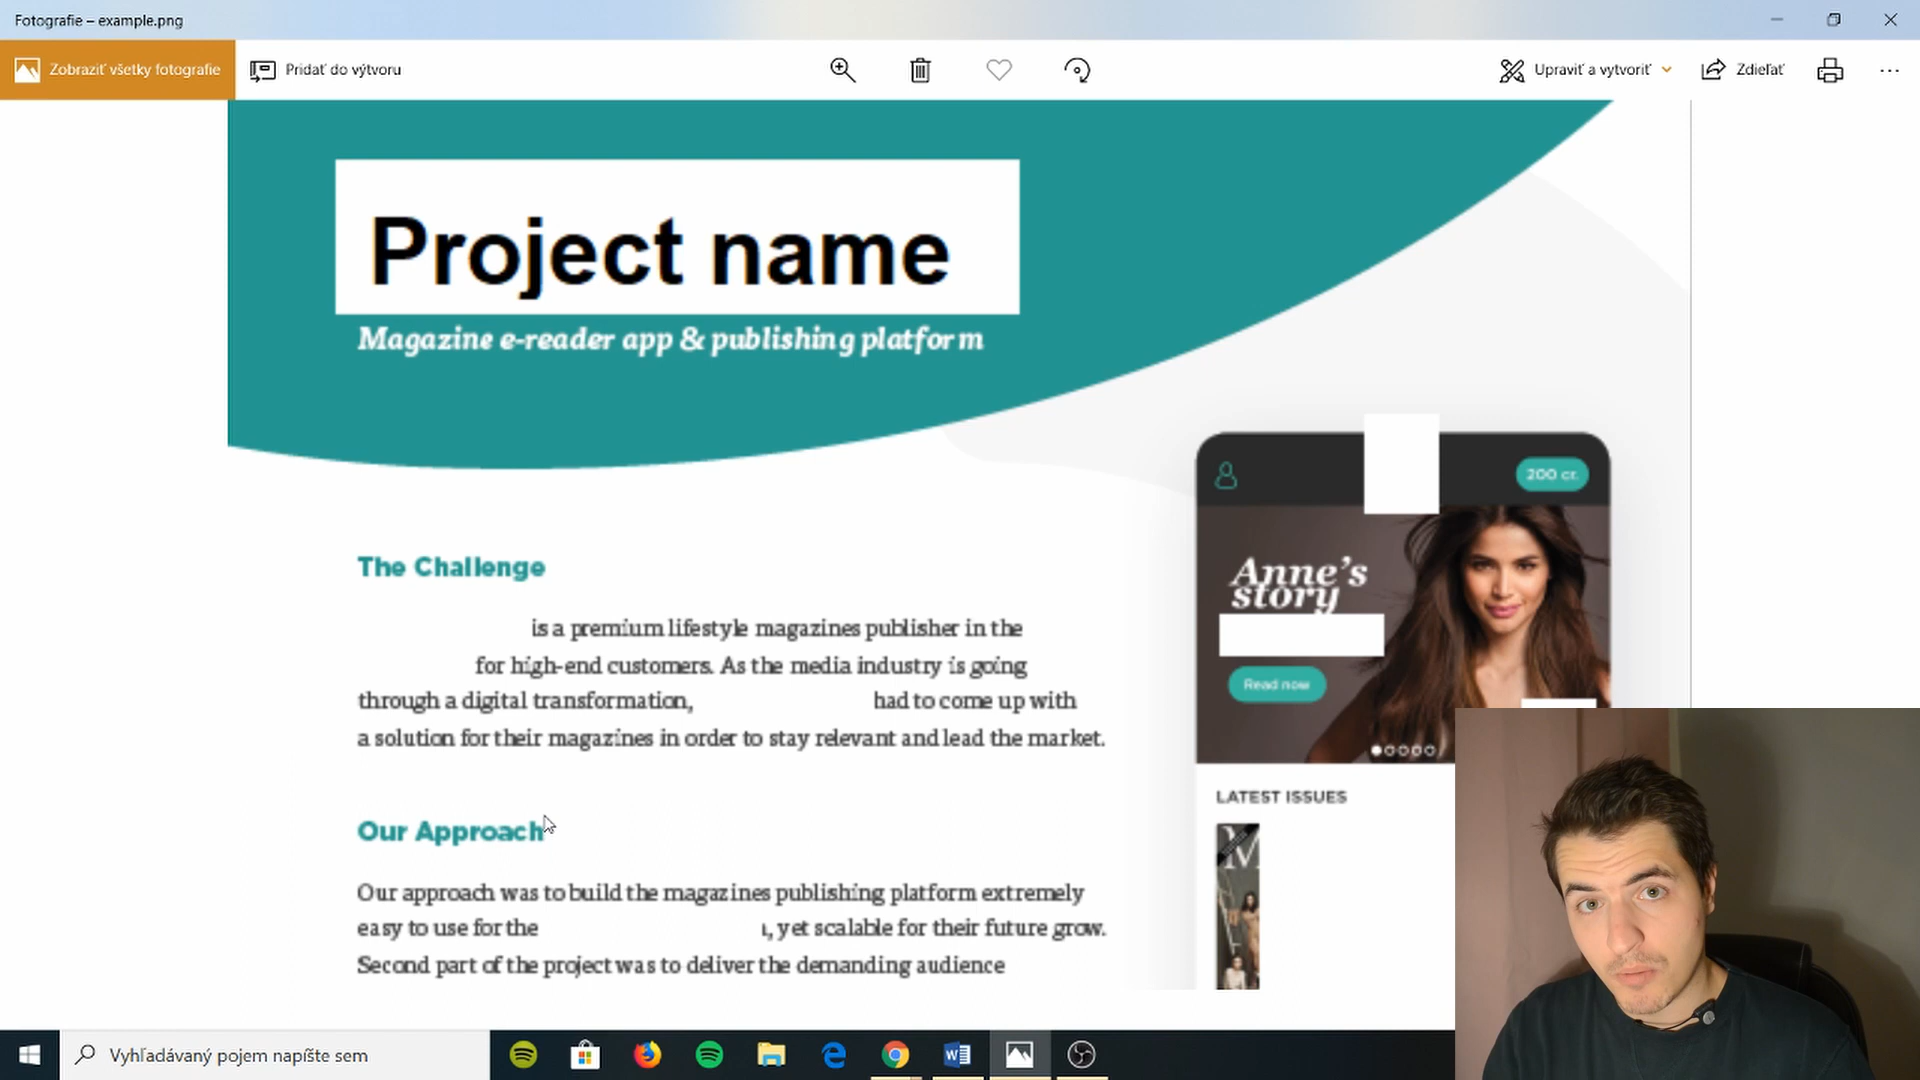 Fotografie – example.png
Zobraziť všetky fotografie
Pridať do výtvoru
Upraviť a vytvoriť
Zdieľať
Project name
Magazine e-reader app & publishing platform
200 cr.
Anne's
story
Read now
LATEST ISSUES
M
The Challenge
is a premium lifestyle magazines publisher in the
for high-end customers. As the media industry is going
through a digital transformation, had to come up with
a solution for their magazines in order to stay relevant and lead the market.
Our Approach
Our approach was to build the magazines publishing platform extremely
easy to use for the , yet scalable for their future grow.
Second part of the project was to deliver the demanding audience
Vyhľadávaný pojem napíšte sem